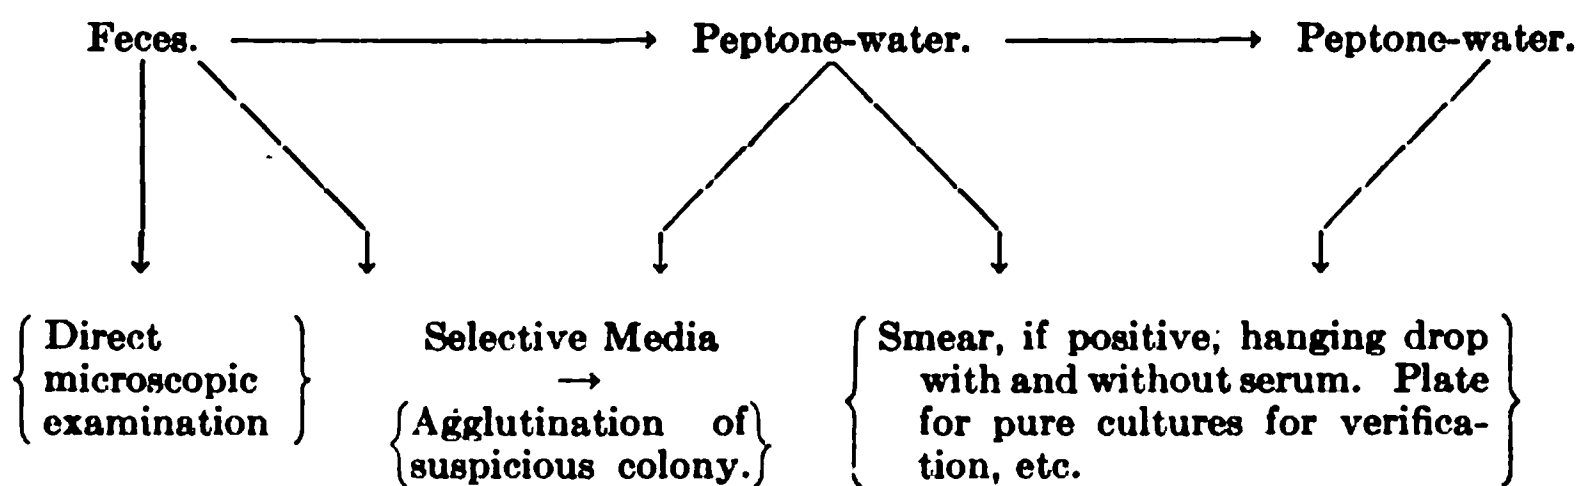 Feces. → Peptone-water. → Peptone-water.
Direct
microscopic
examination
Selective Media
→
Agglutination of
suspicious colony.
Smear, if positive; hanging drop
with and without serum. Plate
for pure cultures for verifica-
tion, etc.